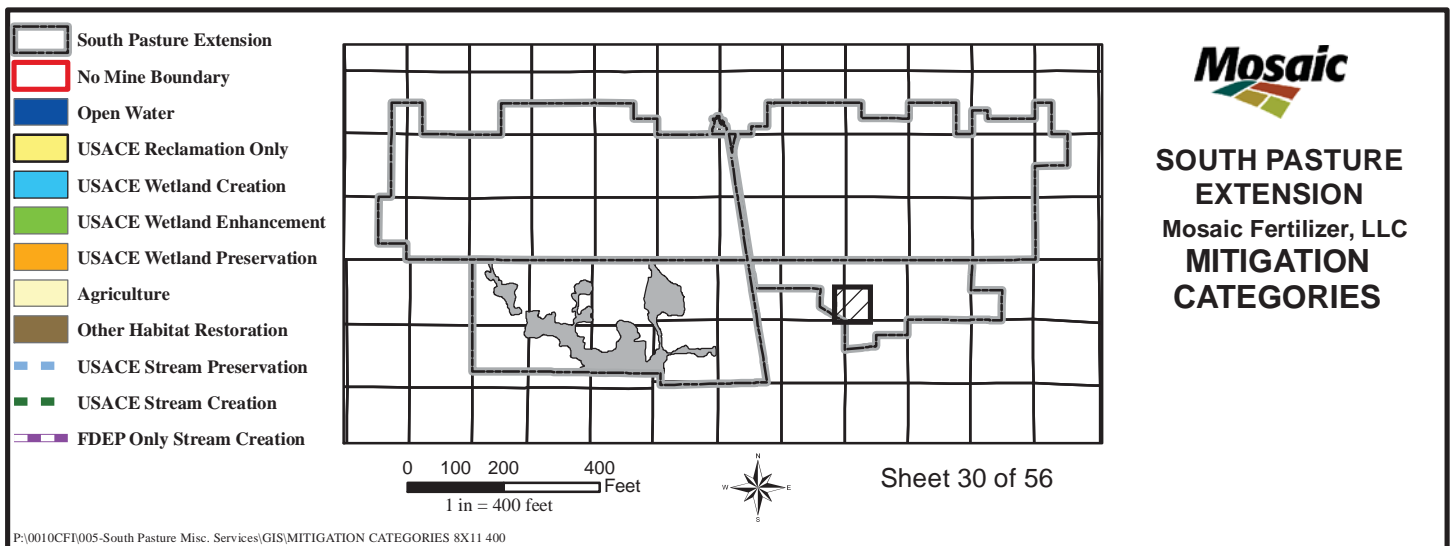 South Pasture Extension
No Mine Boundary
Open Water
USACE Reclamation Only
USACE Wetland Creation
USACE Wetland Enhancement
USACE Wetland Preservation
Agriculture
Other Habitat Restoration
USACE Stream Preservation
USACE Stream Creation
FDEP Only Stream Creation
0 100 200 400
Feet
1 in = 400 feet
N
W E
S
Sheet 30 of 56
Mosaic
SOUTH PASTURE
EXTENSION
Mosaic Fertilizer, LLC
MITIGATION
CATEGORIES
P:\0010CFI\005-South Pasture Misc. Services\GIS\MITIGATION CATEGORIES 8X11 400